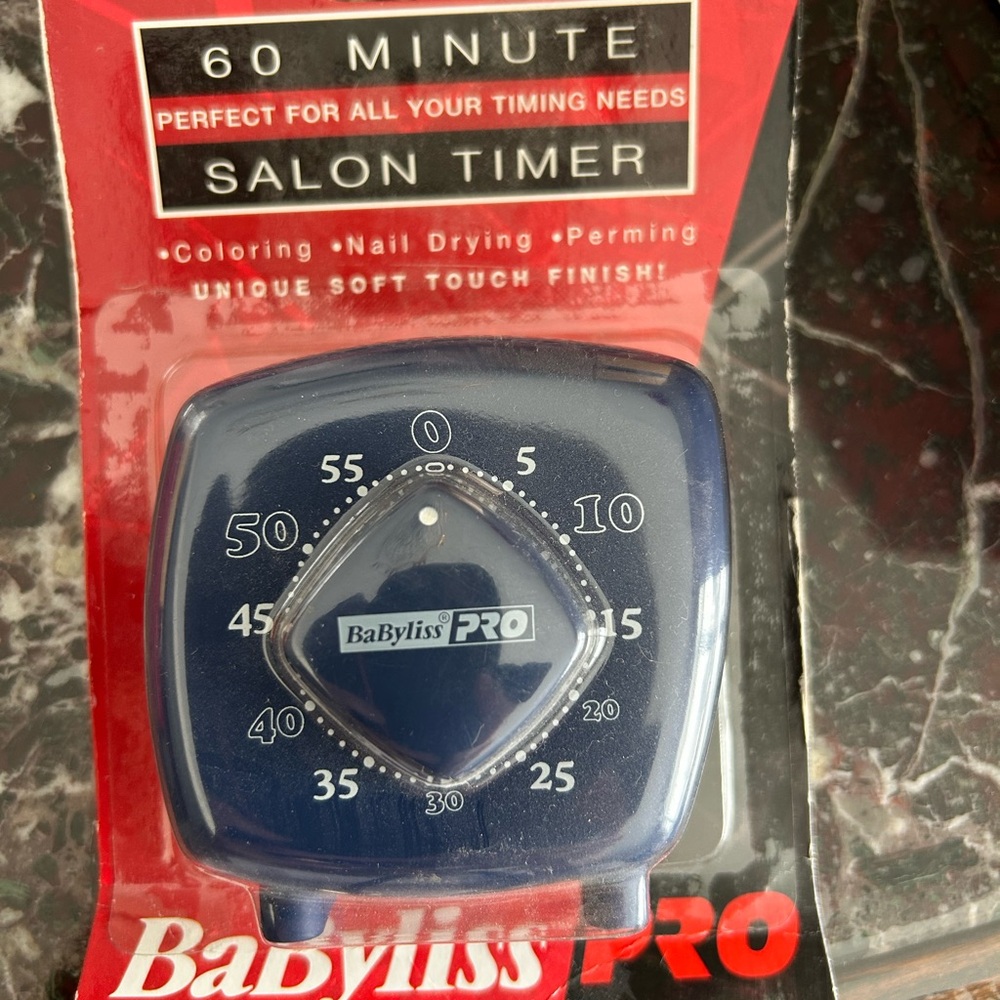 60 MINUTE
PERFECT FOR ALL YOUR TIMING NEEDS
SALON TIMER
•Coloring •Nail Drying •Perming
UNIQUE SOFT TOUCH FINISH!
0
55 5
50 10
45 15
BaByliss® PRO
40 20
35 25
30
BaByliss PRO